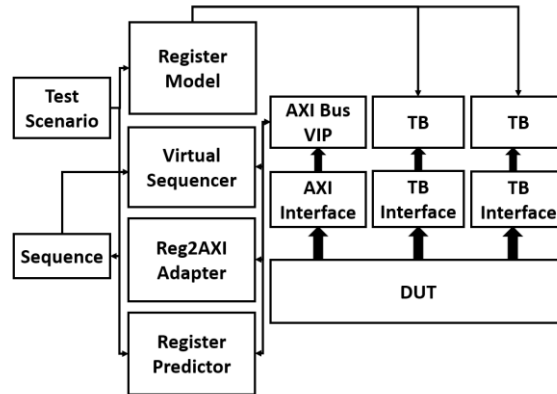 Register
Model
Test
Scenario
AXI Bus
VIP
TB
TB
Virtual
Sequencer
AXI
Interface
TB
Interface
TB
Interface
Sequence
Reg2AXI
Adapter
DUT
Register
Predictor